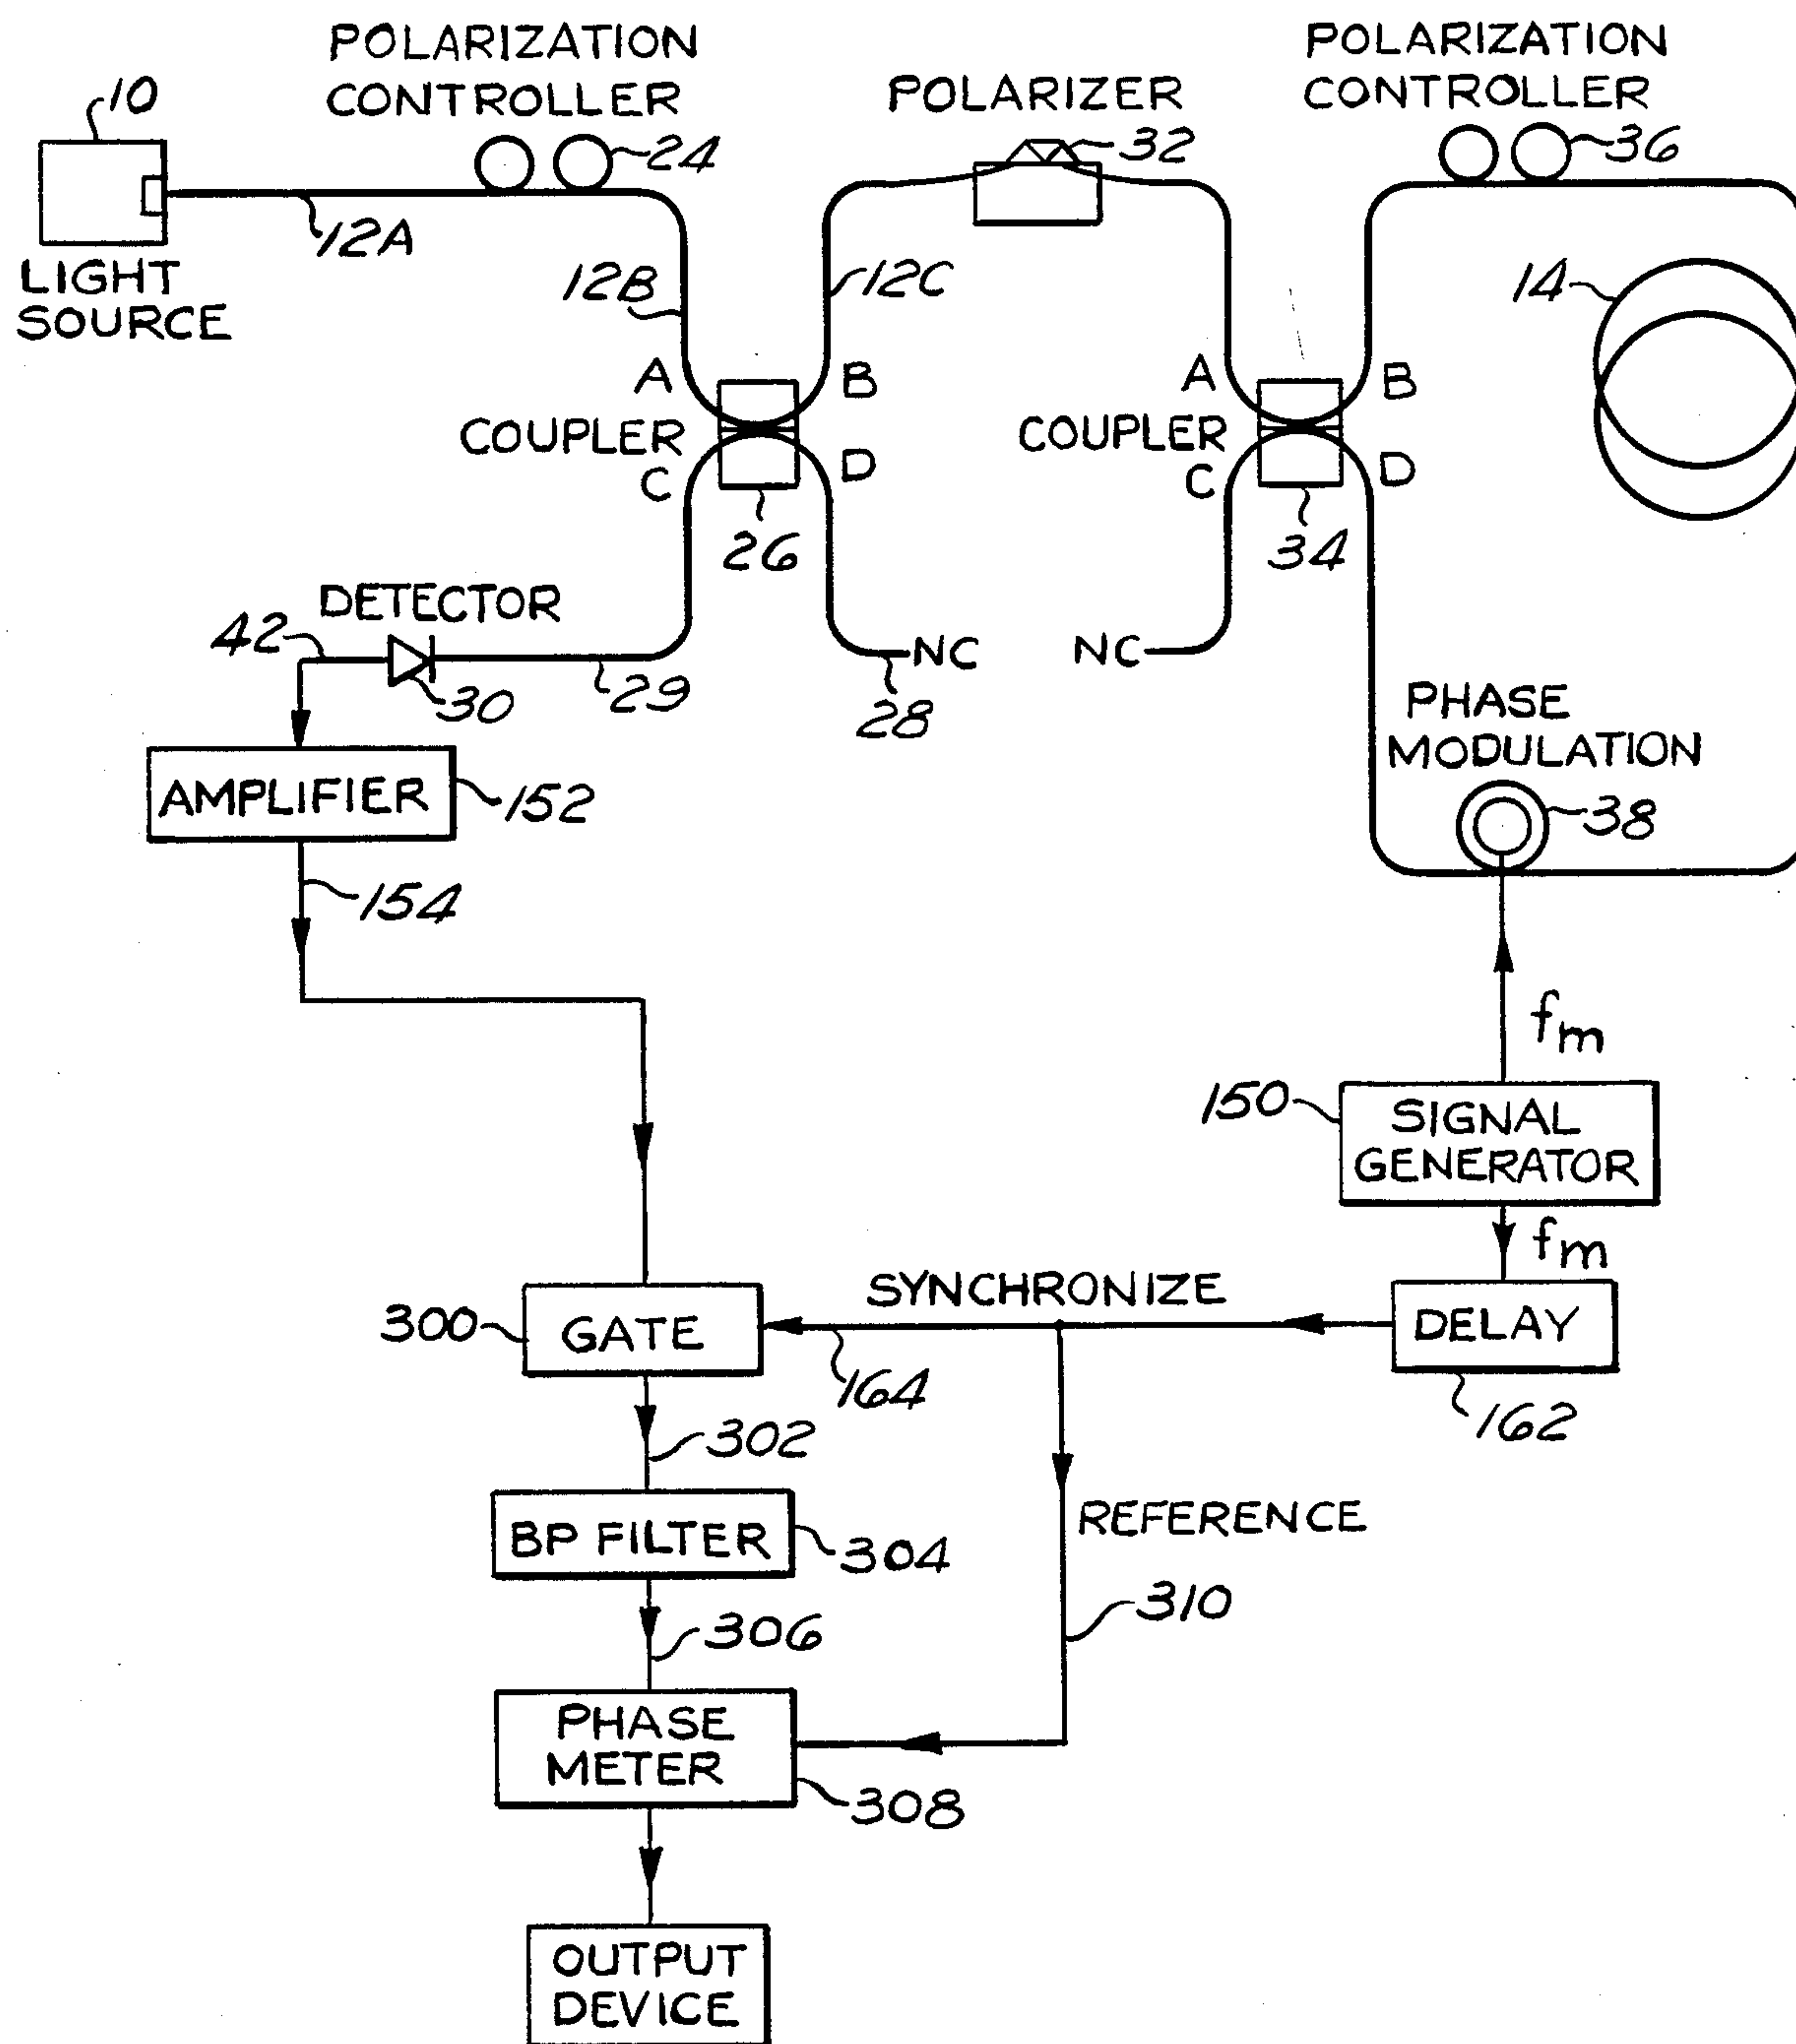 POLARIZATION
CONTROLLER
POLARIZER
POLARIZATION
CONTROLLER
10
24
32
36
12A
LIGHT
SOURCE
12B
12C
14
A
B
COUPLER
C
D
26
A
B
COUPLER
C
D
34
DETECTOR
42
30
29
NC
28
NC
PHASE
MODULATION
38
AMPLIFIER
152
154
fm
150
SIGNAL
GENERATOR
fm
SYNCHRONIZE
300
GATE
164
DELAY
162
302
BP FILTER
304
REFERENCE
310
306
PHASE
METER
308
OUTPUT
DEVICE